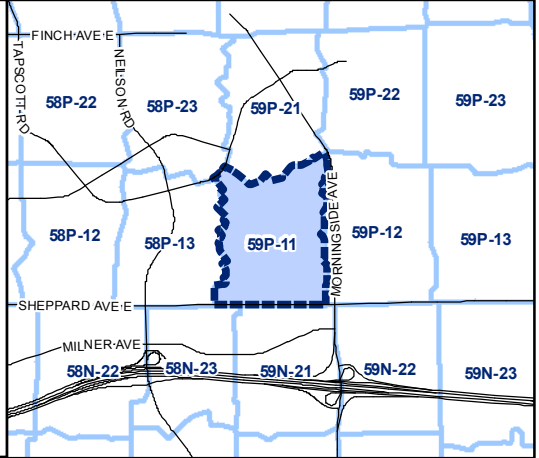 FINCH AVE E
TAPSCOTT RD
NEILSON RD
58P-22
58P-23
59P-21
59P-22
59P-23
58P-12
58P-13
59P-11
MORNINGSIDE AVE
59P-12
59P-13
SHEPPARD AVE E
MILNER AVE
58N-22
58N-23
59N-21
59N-22
59N-23